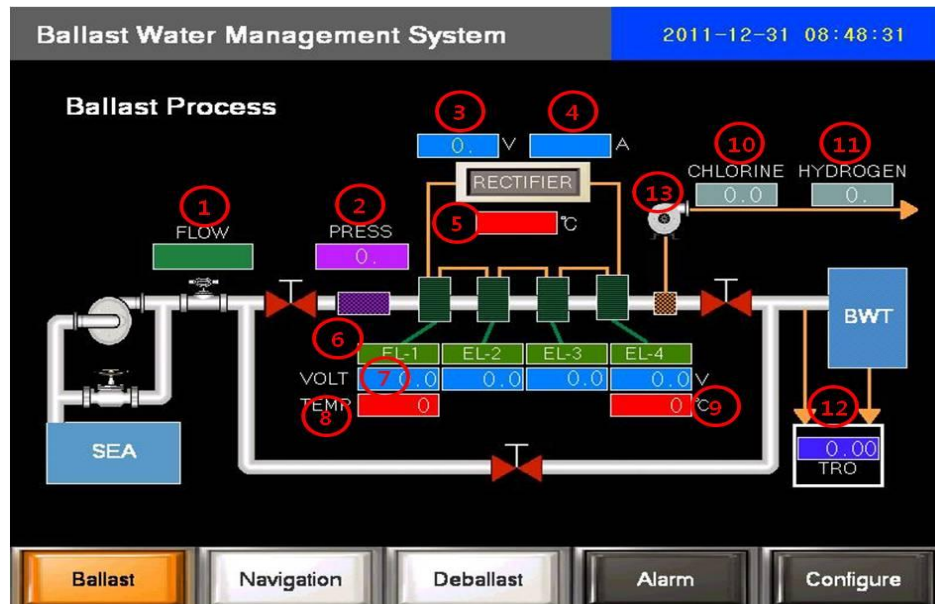 Ballast Water Management System
2011-12-31 08:48:31
Ballast Process
3
4
0. V
A
10
11
RECTIFIER
CHLORINE
HYDROGEN
0.0
0.
13
1
2
5
℃
FLOW
PRESS
0.
BWT
6
EL-1
EL-2
EL-3
EL-4
VOLT
7
0.0
0.0
0.0
0.0 V
TEMP
8
0
0 ℃
9
12
SEA
0.00
TRO
Ballast
Navigation
Deballast
Alarm
Configure